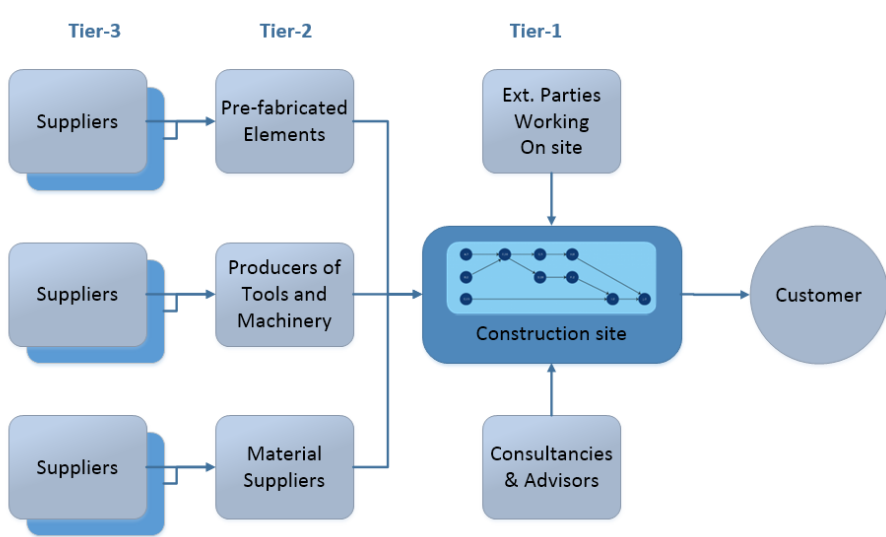 Tier-3
Tier-2
Tier-1
Suppliers
Pre-fabricated
Elements
Ext. Parties
Working
On site
Suppliers
Producers of
Tools and
Machinery
Construction site
Customer
Suppliers
Material
Suppliers
Consultancies
& Advisors